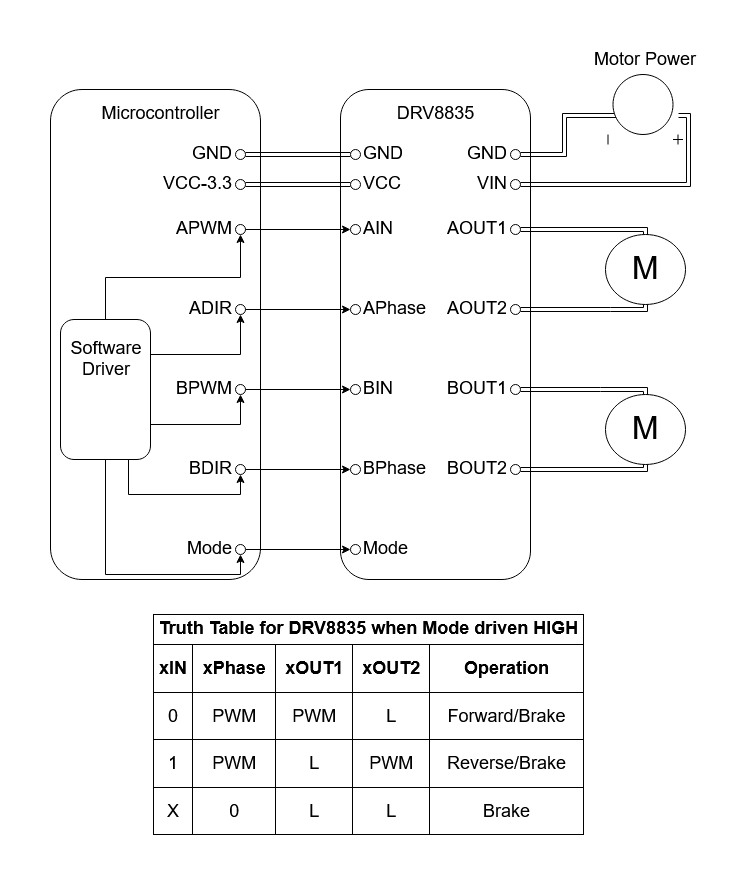 Motor Power
Microcontroller
DRV8835
GND
GND
GND
- +
VCC-3.3
VCC
VIN
APWM
AIN
AOUT1
M
ADIR
APhase
AOUT2
Software
Driver
BPWM
BIN
BOUT1
M
BDIR
BPhase
BOUT2
Mode
Mode
Truth Table for DRV8835 when Mode driven HIGH
xIN xPhase xOUT1 xOUT2 Operation
0 PWM PWM L Forward/Brake
1 PWM L PWM Reverse/Brake
X 0 L L Brake